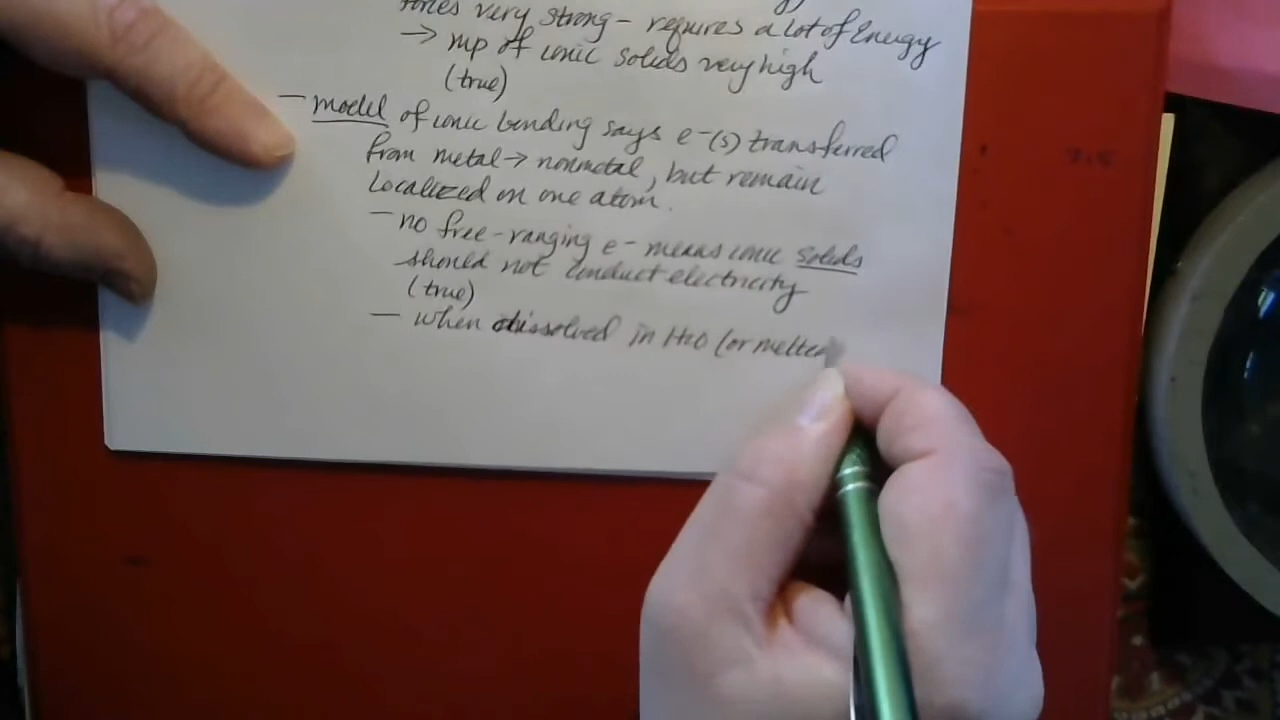 forces very strong - requires a lot of Energy
→ mp of ionic solids very high
(true)
- model of ionic bonding says e-(s) transferred
from metal → nonmetal, but remain
localized on one atom.
- no free-ranging e- means ionic solids
should not conduct electricity
(true)
- when dissolved in H2O (or melted